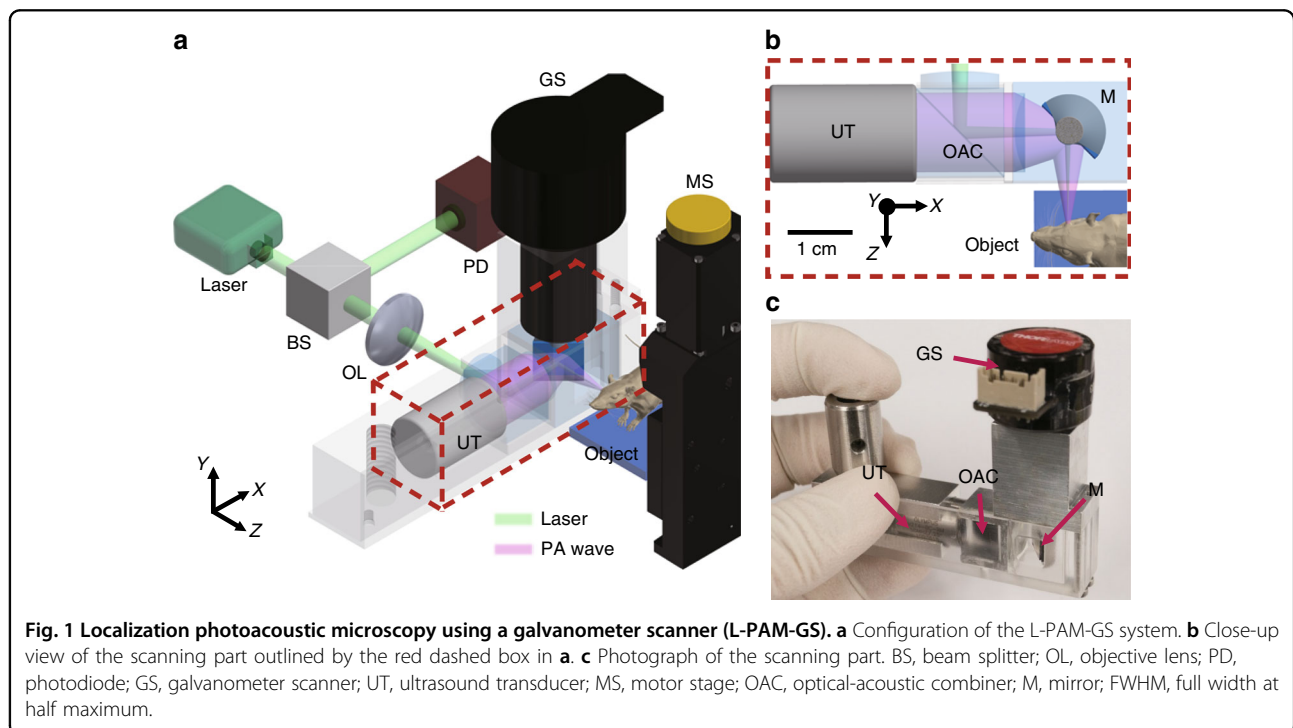 a
GS
MS
Laser
PD
BS
OL
UT
Object
Y
X
Z
Laser
PA wave
b
M
UT
OAC
Y
X
Z
1 cm
Object
c
GS
UT
OAC
M
Fig. 1 Localization photoacoustic microscopy using a galvanometer scanner (L-PAM-GS). a Configuration of the L-PAM-GS system. b Close-up
view of the scanning part outlined by the red dashed box in a. c Photograph of the scanning part. BS, beam splitter; OL, objective lens; PD,
photodiode; GS, galvanometer scanner; UT, ultrasound transducer; MS, motor stage; OAC, optical-acoustic combiner; M, mirror; FWHM, full width at
half maximum.